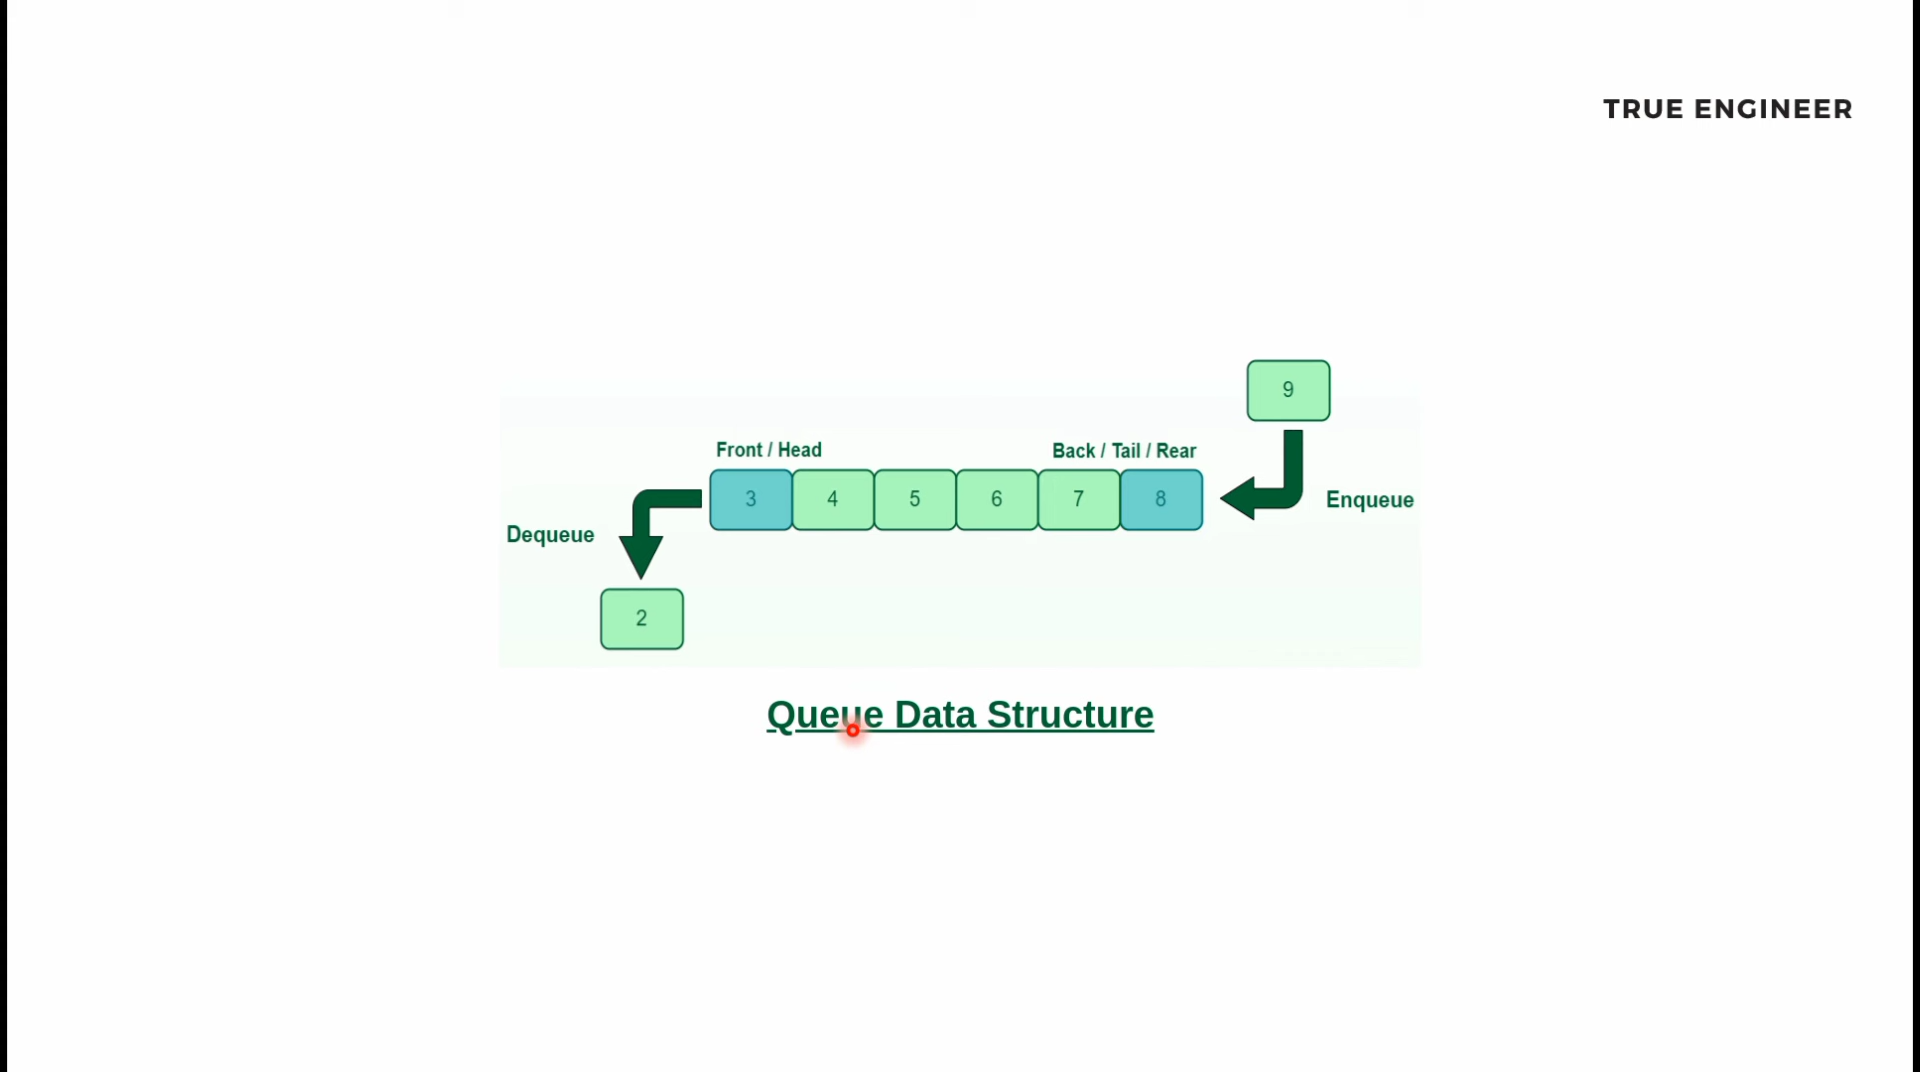 TRUE ENGINEER
9
Front / Head
Back / Tail / Rear
3 4 5 6 7 8
Enqueue
Dequeue
2
Queue Data Structure